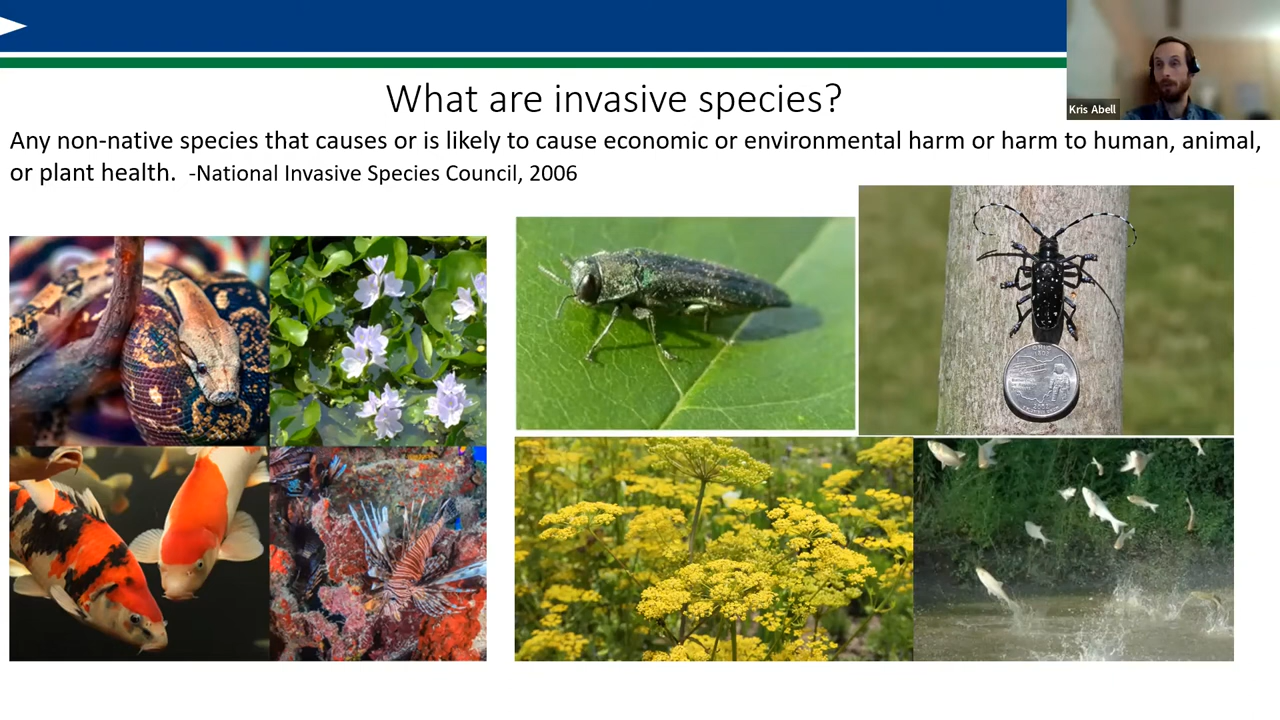 What are invasive species?
Kris Abell
Any non-native species that causes or is likely to cause economic or environmental harm or harm to human, animal,
or plant health. -National Invasive Species Council, 2006